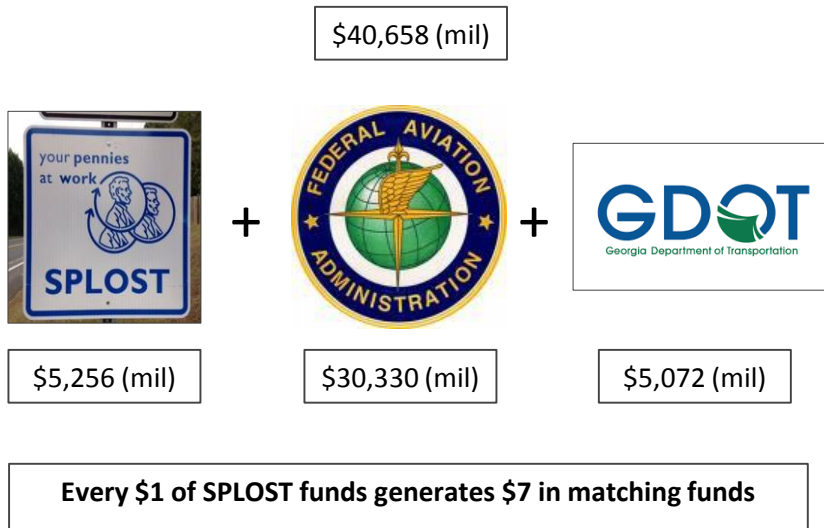 $40,658 (mil)
your pennies
at work
SPLOST
+
FEDERAL AVIATION
ADMINISTRATION
+
GDOT
Georgia Department of Transportation
$5,256 (mil)
$30,330 (mil)
$5,072 (mil)
Every $1 of SPLOST funds generates $7 in matching funds